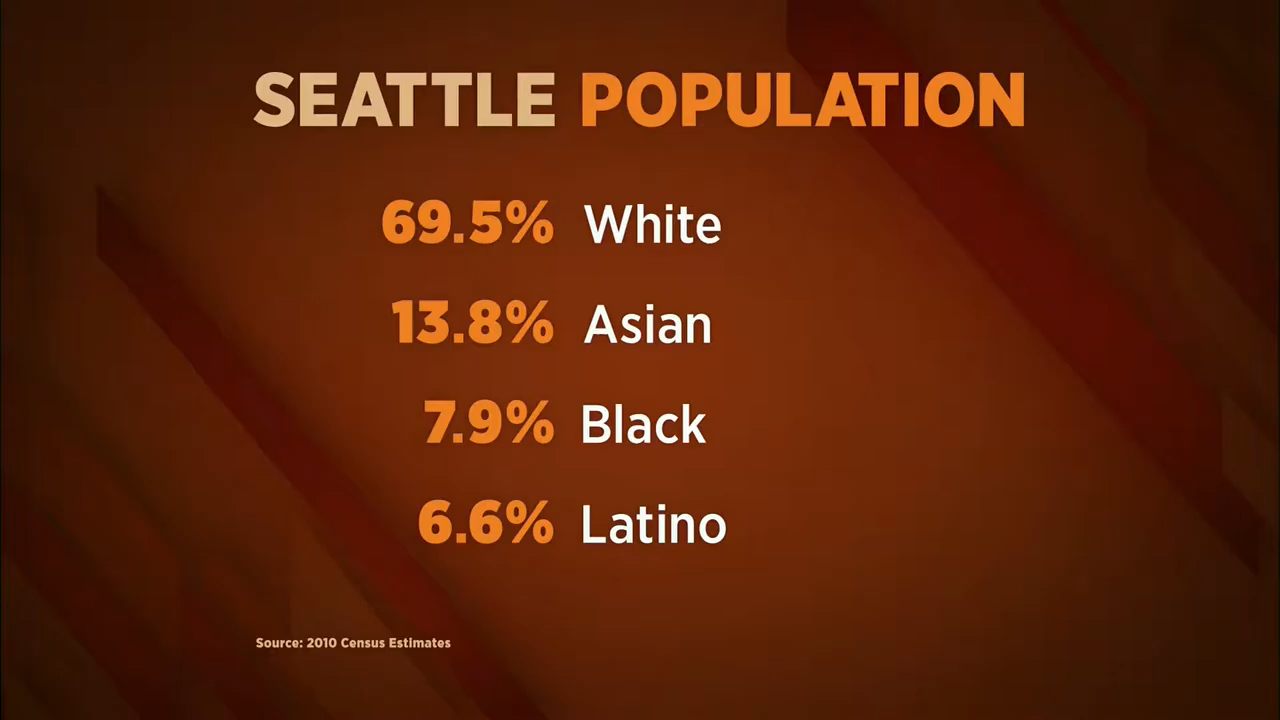 SEATTLE POPULATION
69.5% White
13.8% Asian
7.9% Black
6.6% Latino
Source: 2010 Census Estimates